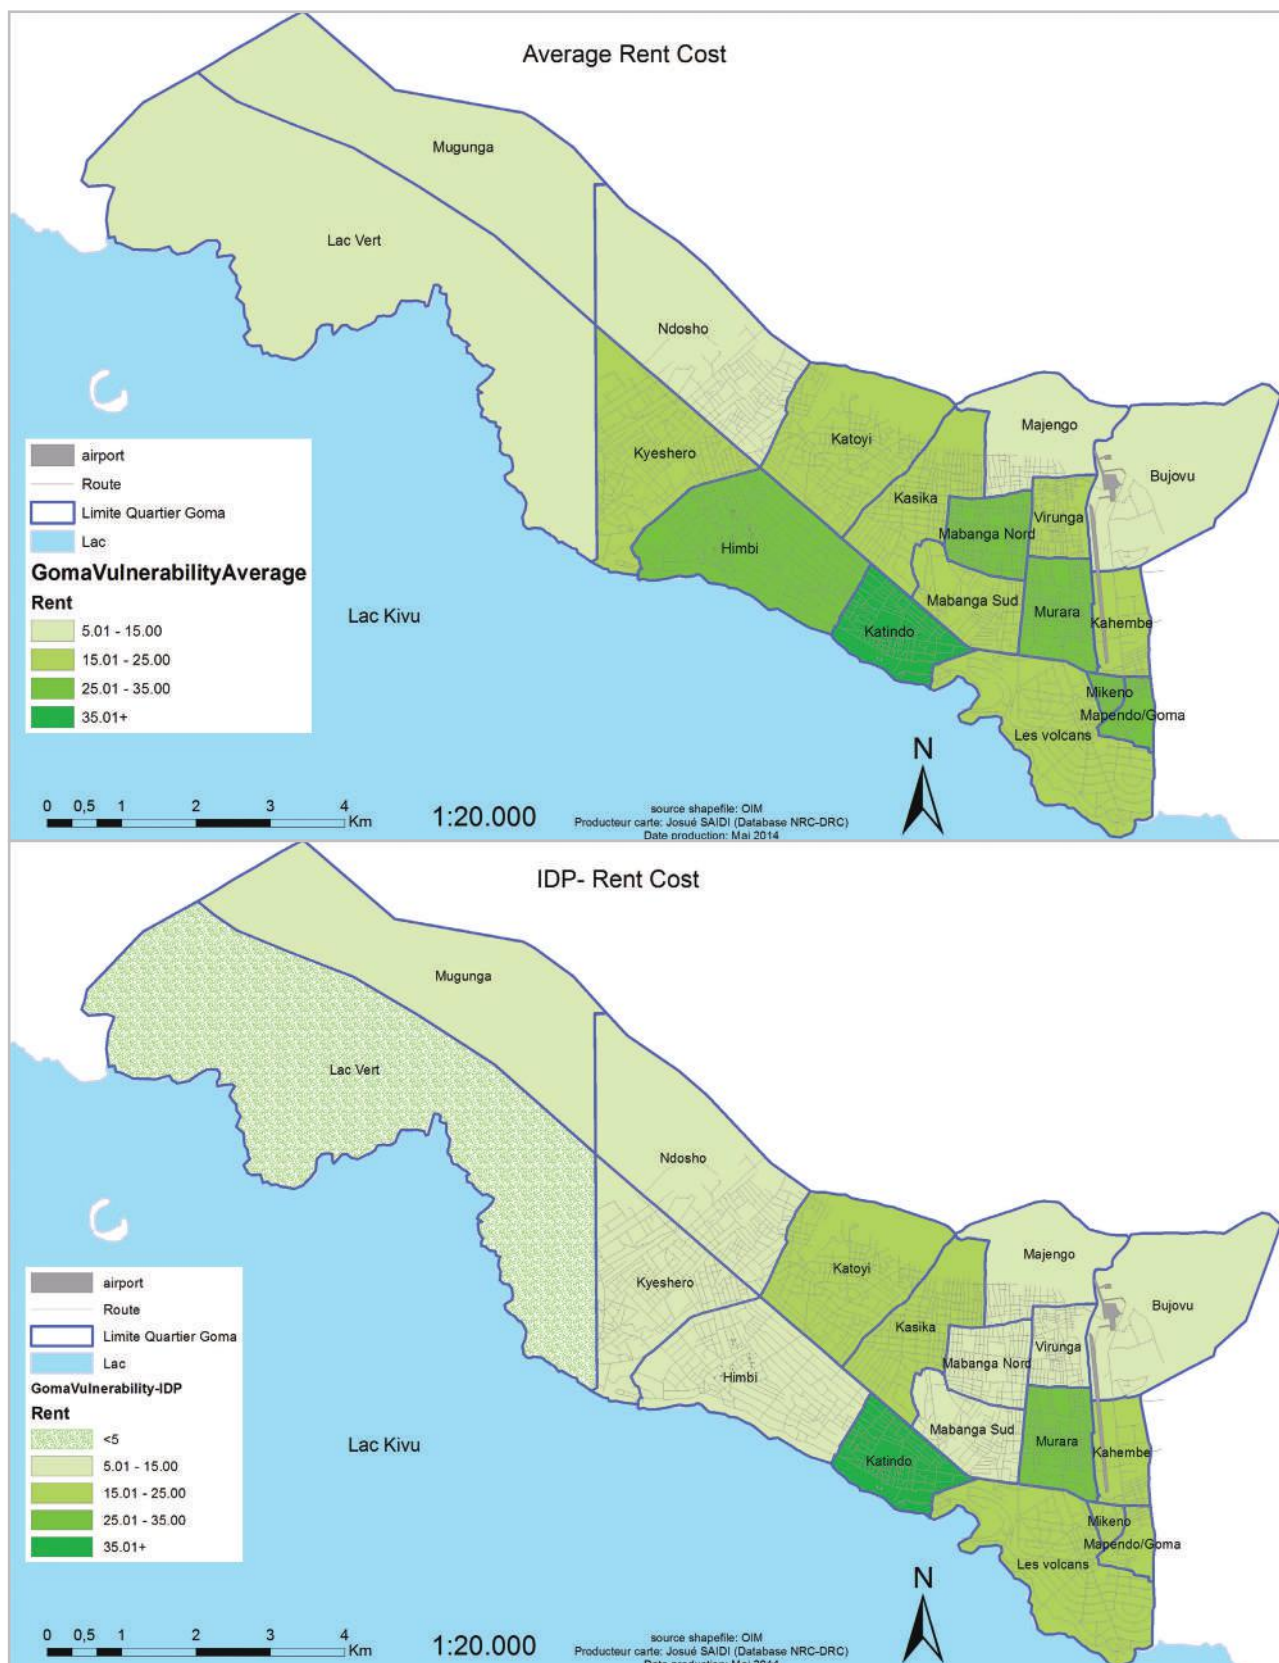 Average Rent Cost
Mugunga
Lac Vert
Ndosho
Majengo
Katoyi
Kyeshero
Bujovu
Kasika
Virunga
Mabanga Nord
Himbi
Mabanga Sud
Murara
Kahembe
Katindo
Lac Kivu
Mikeno
Mapendo/Goma
Les volcans
airport
Route
Limite Quartier Goma
Lac
GomaVulnerabilityAverage
Rent
5.01 - 15.00
15.01 - 25.00
25.01 - 35.00
35.01+
N
0 0,5 1 2 3 4
Km
1:20.000
source shapefile: OIM
Producteur carte: Josué SAIDI (Database NRC-DRC)
Date production: Mai 2014
IDP- Rent Cost
Mugunga
Lac Vert
Ndosho
Majengo
Katoyi
Kyeshero
Bujovu
Kasika
Virunga
Mabanga Nord
Himbi
Mabanga Sud
Murara
Kahembe
Katindo
Lac Kivu
Mikeno
Mapendo/Goma
Les volcans
airport
Route
Limite Quartier Goma
Lac
GomaVulnerability-IDP
Rent
<5
5.01 - 15.00
15.01 - 25.00
25.01 - 35.00
35.01+
N
0 0,5 1 2 3 4
Km
1:20.000
source shapefile: OIM
Producteur carte: Josué SAIDI (Database NRC-DRC)
Date production: Mai 2014